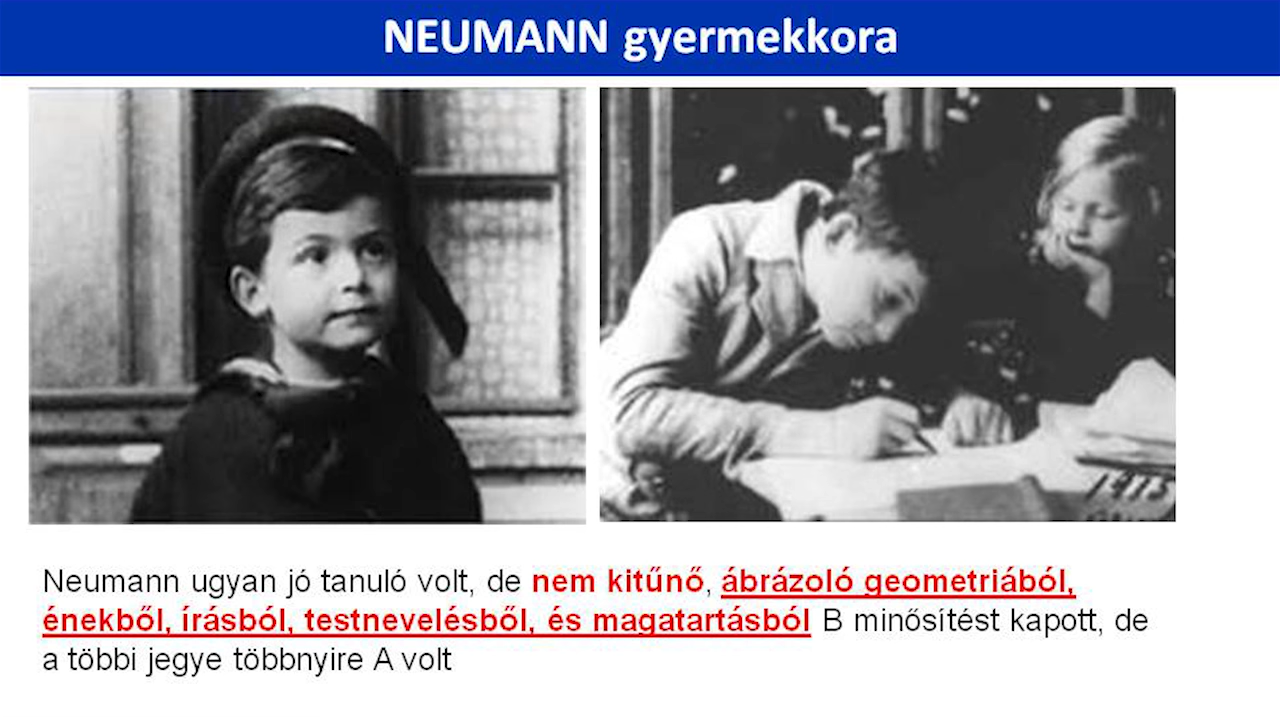 NEUMANN gyermekkora
1915
Neumann ugyan jó tanuló volt, de nem kitűnő, ábrázoló geometriából,
énekből, írásból, testnevelésből, és magatartásból B minősítést kapott, de
a többi jegye többnyire A volt